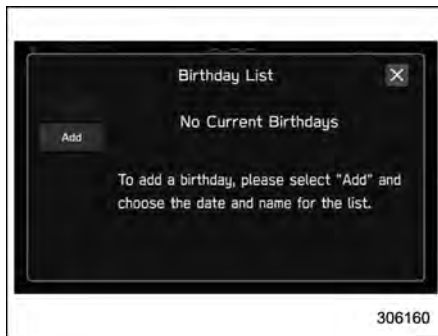 Birthday List
No Current Birthdays
Add
To add a birthday, please select "Add" and
choose the date and name for the list.
306160